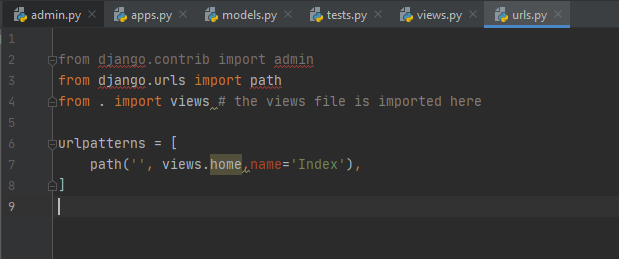 admin.py apps.py models.py tests.py views.py urls.py
1
2 from django.contrib import admin
3 from django.urls import path
4 from . import views # the views file is imported here
5
6 urlpatterns = [
7 path('', views.home,name='Index'),
8 ]
9